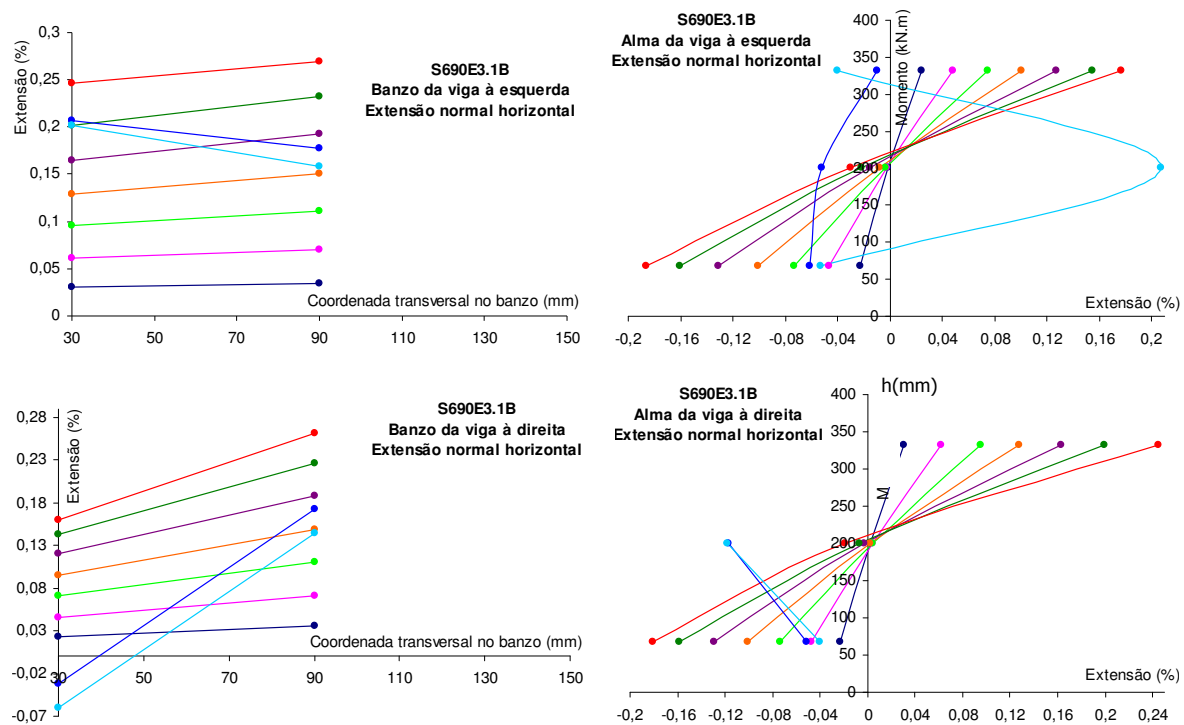 0,3
0,25
0,2
0,15
0,1
0,05
0
Extensão (%)
S690E3.1B
Banzo da viga à esquerda
Extensão normal horizontal
Coordenada transversal no banzo (mm)
30 50 70 90 110 130 150
S690E3.1B
Alma da viga à esquerda
Extensão normal horizontal
Momento (kN.m)
400
350
300
250
200
150
100
50
0
Extensão (%)
-0,2 -0,16 -0,12 -0,08 -0,04 0 0,04 0,08 0,12 0,16 0,2
0,28
0,23
0,18
0,13
0,08
0,03
-0,02
-0,07
Extensão (%)
S690E3.1B
Banzo da viga à direita
Extensão normal horizontal
Coordenada transversal no banzo (mm)
30 50 70 90 110 130 150
S690E3.1B
Alma da viga à direita
Extensão normal horizontal
h(mm)
M
400
350
300
250
200
150
100
50
0
Extensão (%)
-0,2 -0,16 -0,12 -0,08 -0,04 0 0,04 0,08 0,12 0,16 0,2 0,24